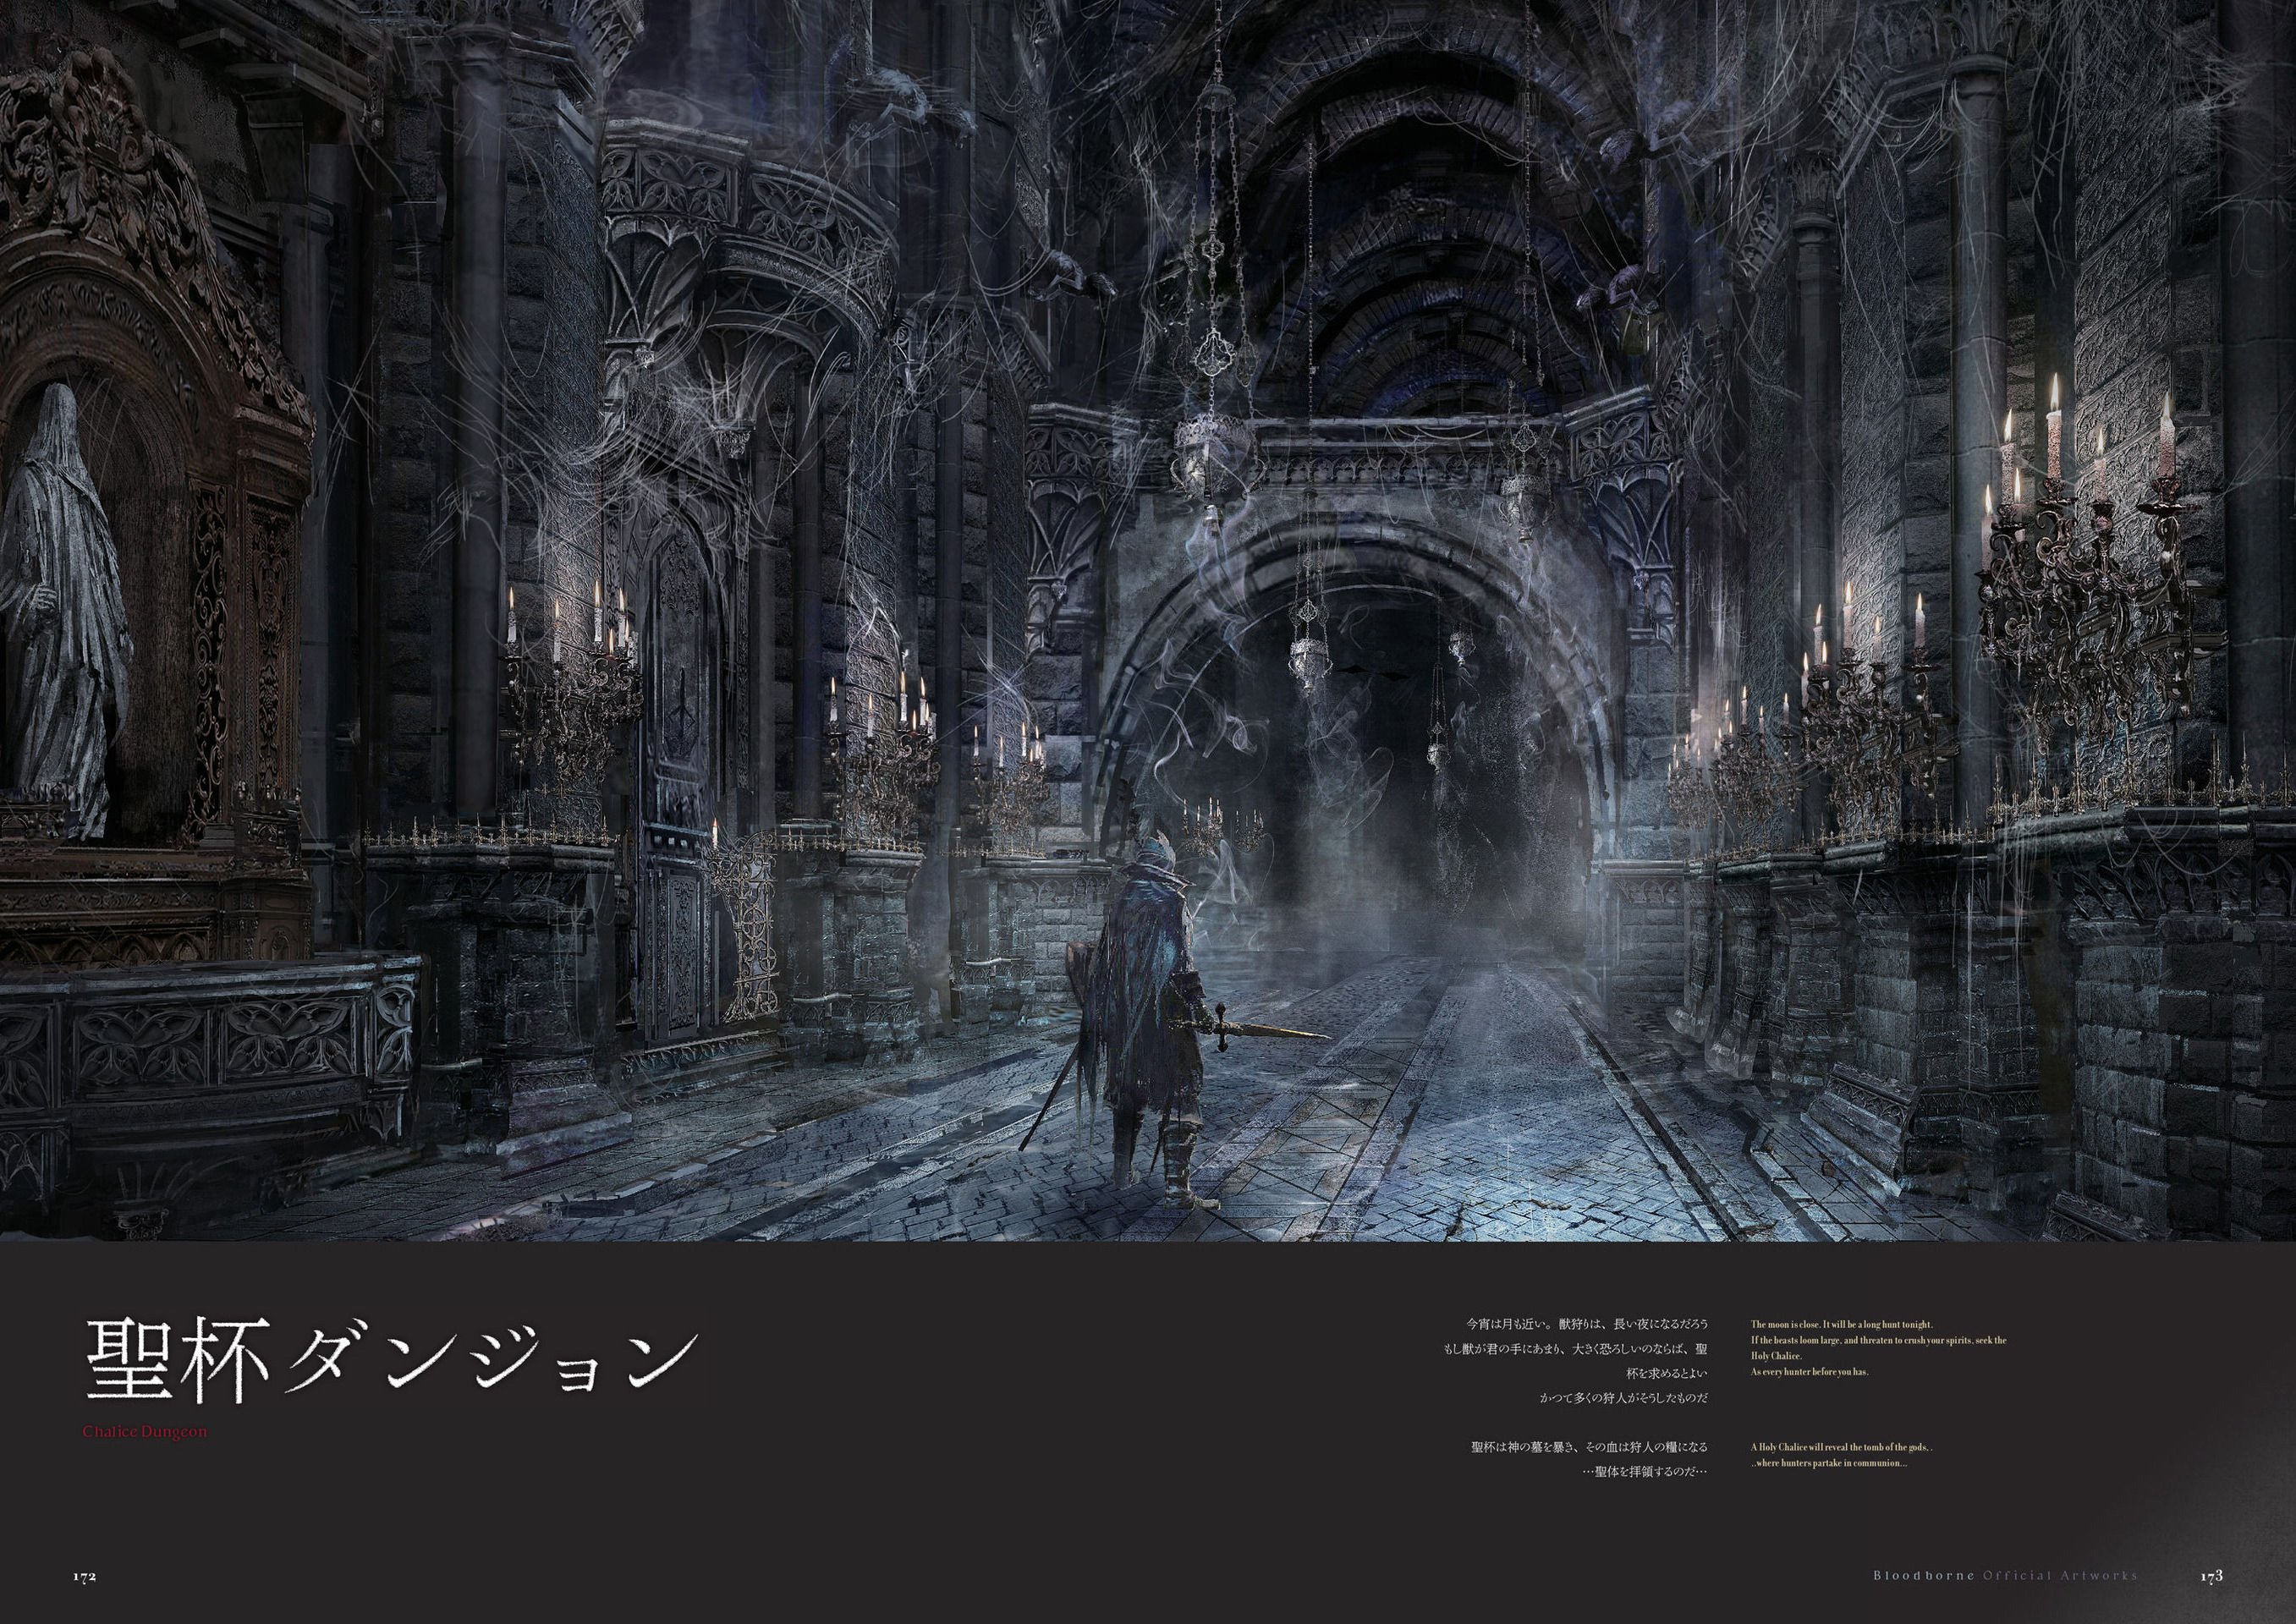 聖杯ダンジョン
Chalice Dungeon
今宵は月も近い。獣狩りは、長い夜になるだろう
もし獣が君の手にあまり、大きく恐ろしいのならば、聖
杯を求めるとよい
かつて多くの狩人がそうしたものだ
聖杯は神の墓を暴き、その血は狩人の糧になる
…聖体を拝領するのだ…
The moon is close. It will be a long hunt tonight.
If the beasts loom large, and threaten to crush your spirits, seek the
Holy Chalice.
As every hunter before you has.
A Holy Chalice will reveal the tomb of the gods, .
..where hunters partake in communion...
172
Bloodborne Official Artworks
173